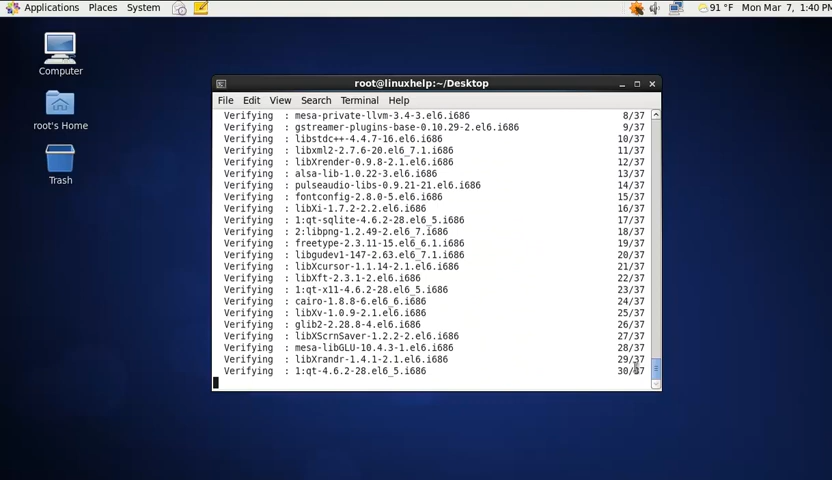 Applications Places System 91 °F Mon Mar 7, 1:40 PM
Computer
root's Home
Trash
root@linuxhelp:~/Desktop
File Edit View Search Terminal Help
Verifying : mesa-private-llvm-3.4-3.el6.i686 8/37
Verifying : gstreamer-plugins-base-0.10.29-2.el6.i686 9/37
Verifying : libstdc++-4.4.7-16.el6.i686 10/37
Verifying : libxml2-2.7.6-20.el6_7.1.i686 11/37
Verifying : libXrender-0.9.8-2.1.el6.i686 12/37
Verifying : alsa-lib-1.0.22-3.el6.i686 13/37
Verifying : pulseaudio-libs-0.9.21-21.el6.i686 14/37
Verifying : fontconfig-2.8.0-5.el6.i686 15/37
Verifying : libXi-1.7.2-2.2.el6.i686 16/37
Verifying : 1:qt-sqlite-4.6.2-28.el6_5.i686 17/37
Verifying : 2:libpng-1.2.49-2.el6_7.i686 18/37
Verifying : freetype-2.3.11-15.el6_6.1.i686 19/37
Verifying : libgudev1-147-2.63.el6_7.1.i686 20/37
Verifying : libXcursor-1.1.14-2.1.el6.i686 21/37
Verifying : libXft-2.3.1-2.el6.i686 22/37
Verifying : 1:qt-x11-4.6.2-28.el6_5.i686 23/37
Verifying : cairo-1.8.8-6.el6_6.i686 24/37
Verifying : libXv-1.0.9-2.1.el6.i686 25/37
Verifying : glib2-2.28.8-4.el6.i686 26/37
Verifying : libXScrnSaver-1.2.2-2.el6.i686 27/37
Verifying : mesa-libGLU-10.4.3-1.el6.i686 28/37
Verifying : libXrandr-1.4.1-2.1.el6.i686 29/37
Verifying : 1:qt-4.6.2-28.el6_5.i686 30/37